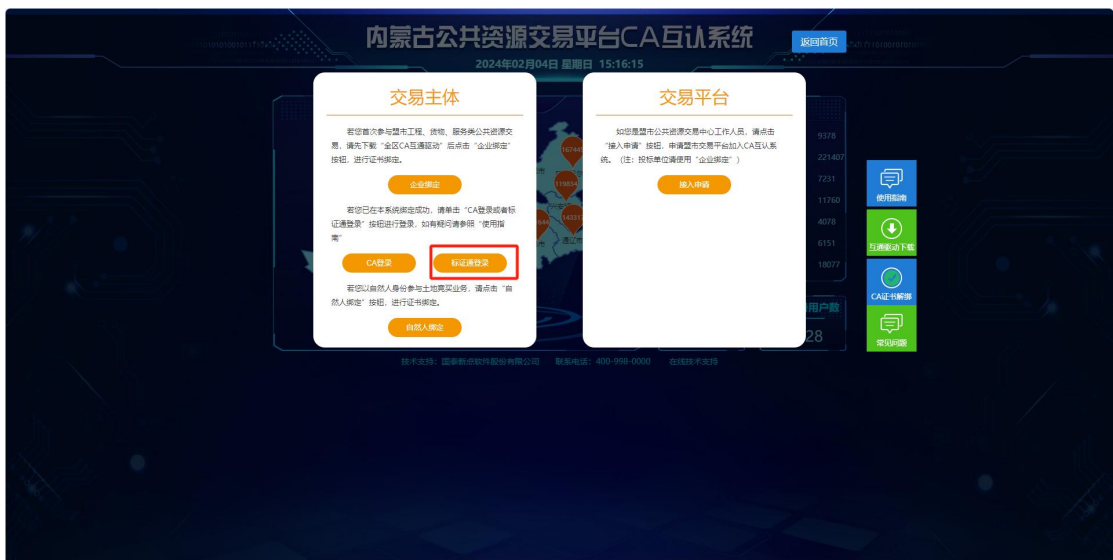 内蒙古公共资源交易平台CA互认系统
返回首页
2024年02月04日 星期日 15:16:15
交易主体
若您首次参与盟市工程、货物、服务类公共资源交
易，请先下载“全区CA互通驱动”后点击“企业绑定”
按钮，进行证书绑定。
企业绑定
若您已在本系统绑定成功，请单击“CA登录或者标
证通登录”按钮进行登录，如有疑问请参照“使用指
南”
CA登录
标证通登录
若您以自然人身份参与土地竞买业务，请点击“自
然人绑定”按钮，进行证书绑定。
自然人绑定
交易平台
如您是盟市公共资源交易中心工作人员，请点击
“接入申请”按钮，申请盟市交易平台加入CA互认系
统。（注：投标单位请使用“企业绑定”）
接入申请
9378
221407
7231
11760
4078
6151
18077
用户数
28
使用指南
互通驱动下载
CA证书解绑
常见问题
技术支持：国泰新点软件股份有限公司 联系电话：400-998-0000 在线技术支持